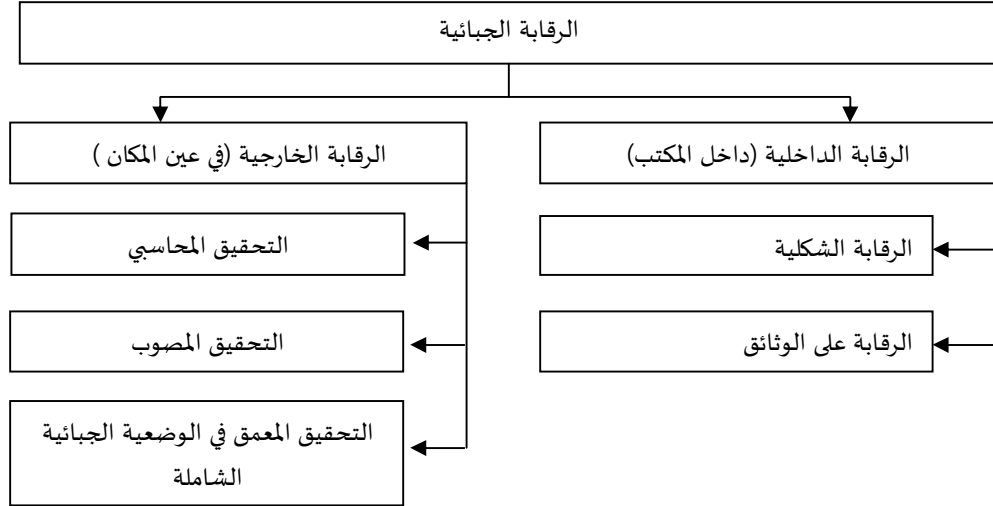 الرقابة الجبائية
الرقابة الداخلية (داخل المكتب)
الرقابة الشكلية
الرقابة على الوثائق
الرقابة الخارجية (في عين المكان )
التحقيق المحاسبي
التحقيق المصوب
التحقيق المعمق في الوضعية الجبائية
الشاملة